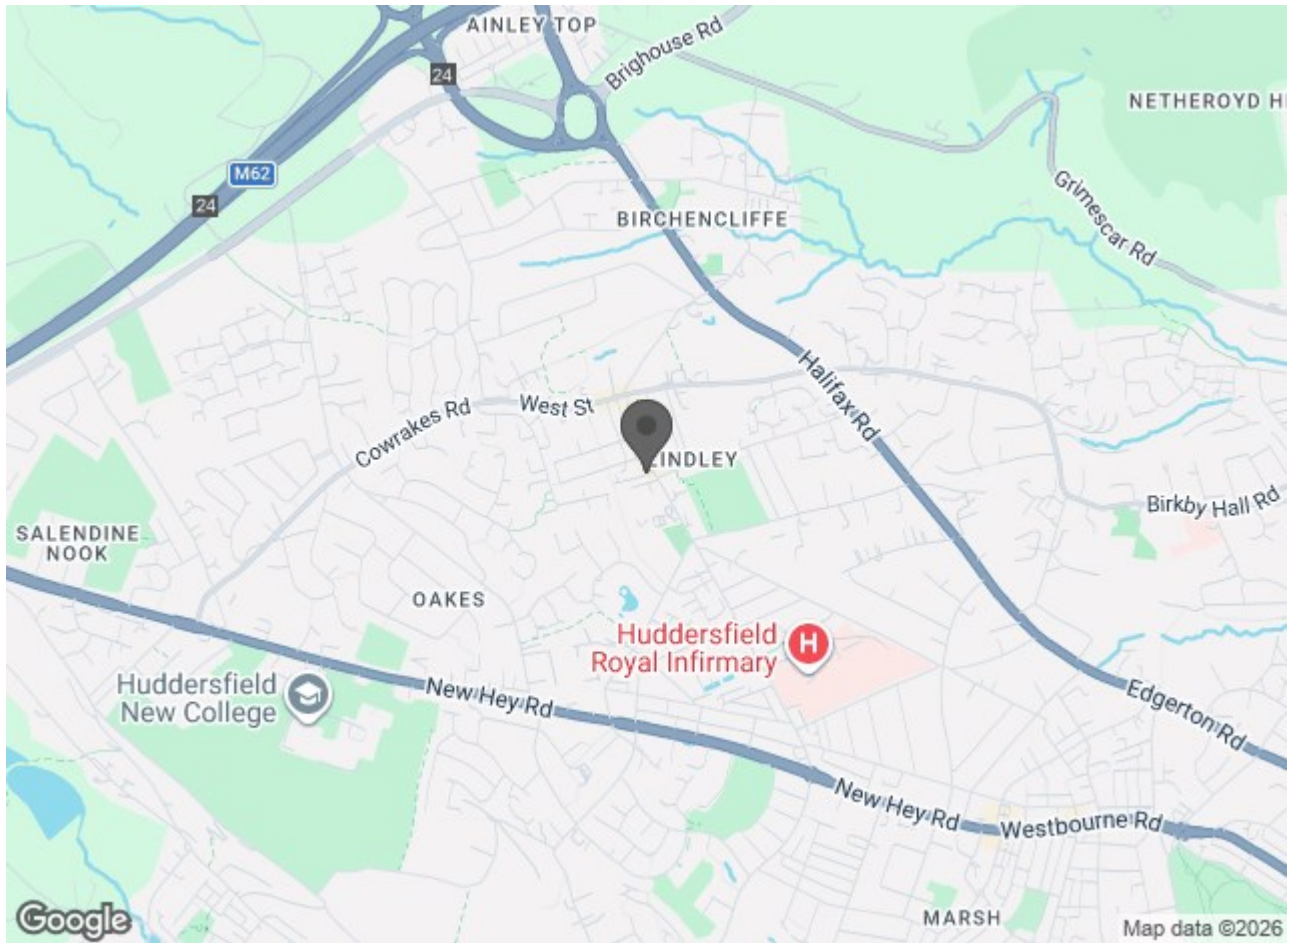 AINLEY TOP
Brighouse Rd
24
NETHEROYD H
M62
24
Grimescar Rd
BIRCHENCLIFFE
Halifax Rd
West St
Cowrakes Rd
LINDLEY
Birkby Hall Rd
SALENDINE
NOOK
OAKES
Huddersfield
Royal Infirmary
H
Huddersfield
New College
New Hey Rd
Edgerton Rd
New Hey Rd
Westbourne Rd
MARSH
Google
Map data ©2026